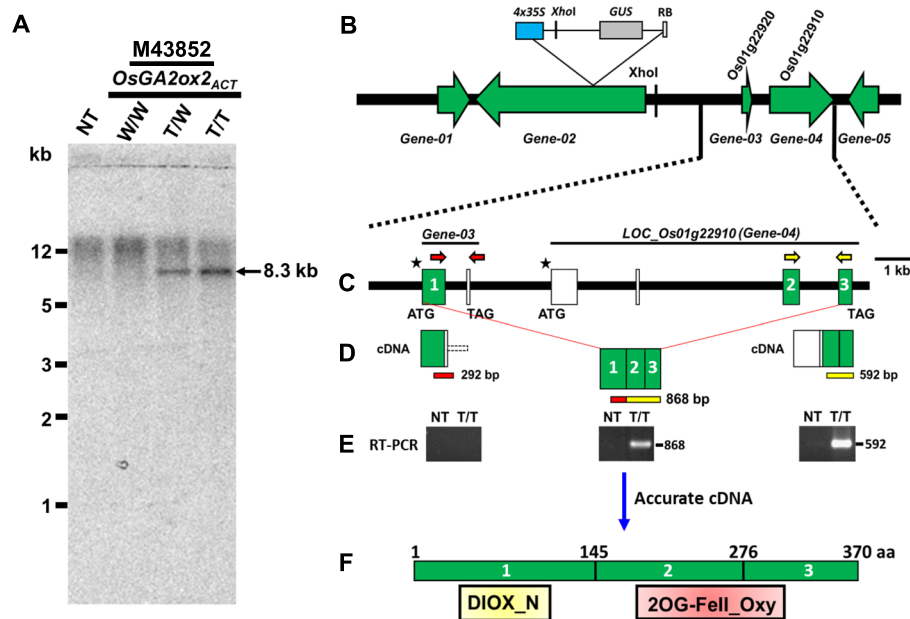 A
M43852
OsGA2ox2ACT
NT W/W T/W T/T
kb
12
5
3
2
1
8.3 kb
B
4x35S XhoI GUS RB
XhoI
Os01g22920
Os01g22910
Gene-01 Gene-02 Gene-03 Gene-04 Gene-05
1 kb
C
Gene-03 LOC_Os01g22910 (Gene-04)
★ ★
1 2 3
ATG TAG ATG TAG
D
cDNA
292 bp
1 2 3
868 bp
cDNA
592 bp
E
RT-PCR
NT T/T
NT T/T
868
NT T/T
592
Accurate cDNA
F
1 145 276 370 aa
1 2 3
DIOX_N
2OG-FeII_Oxy